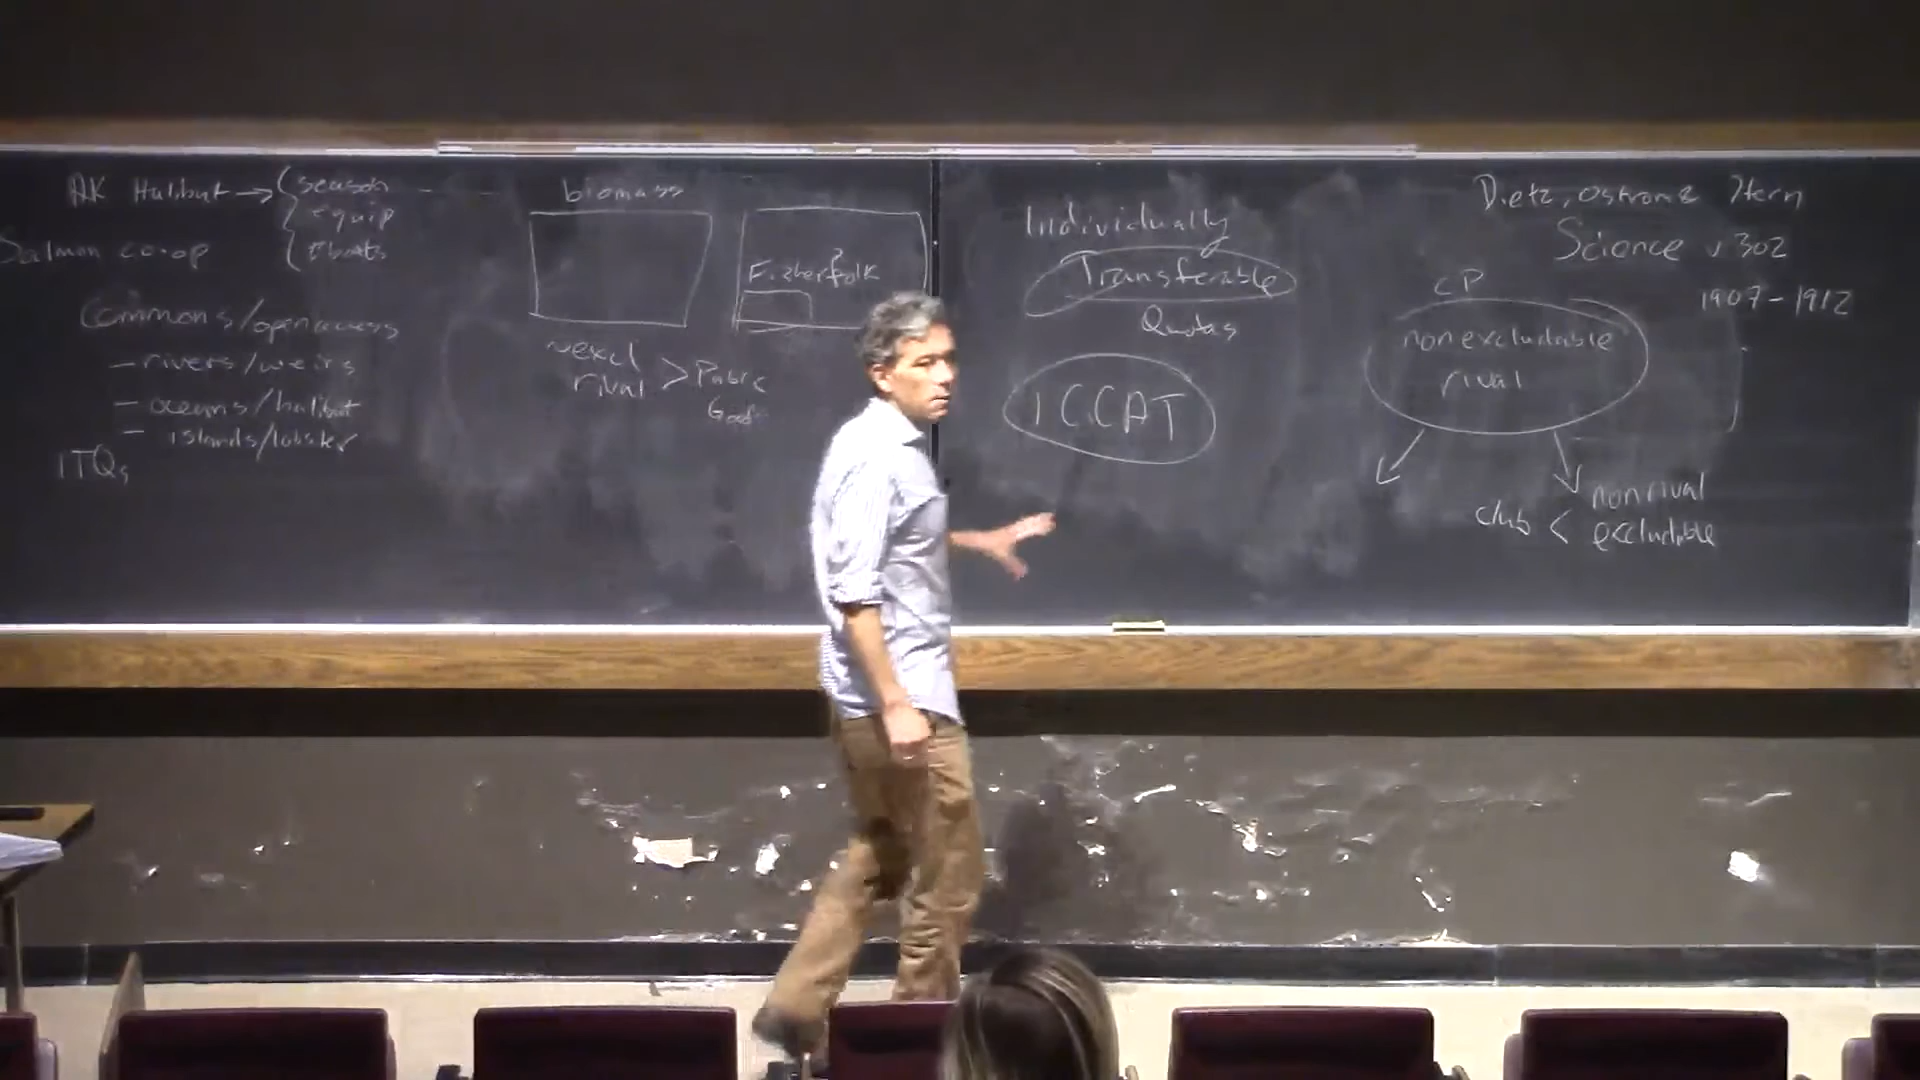 AK Halibut → season
equip
# boats
Salmon co-op
Commons/open access
- rivers/weirs
- oceans/halibut
- islands/lobster
ITQs
biomass
Fisherfolk
?
nexcl
rival > Public
Goods
Individually
Transferable
Quotas
ICCAT
Dietz, Ostrom & Stern
Science v 302
1907-1912
CP
nonexcludable
rival
club < nonrival
excludable